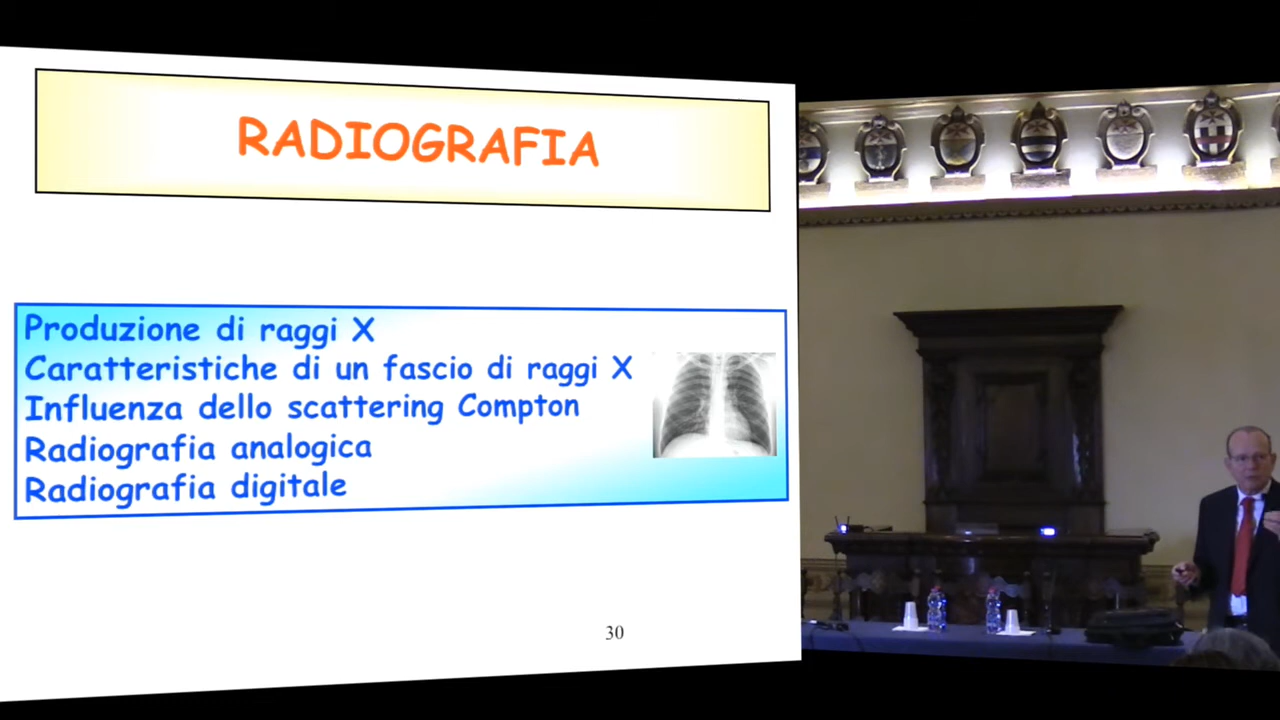 RADIOGRAFIA
Produzione di raggi X
Caratteristiche di un fascio di raggi X
Influenza dello scattering Compton
Radiografia analogica
Radiografia digitale
30